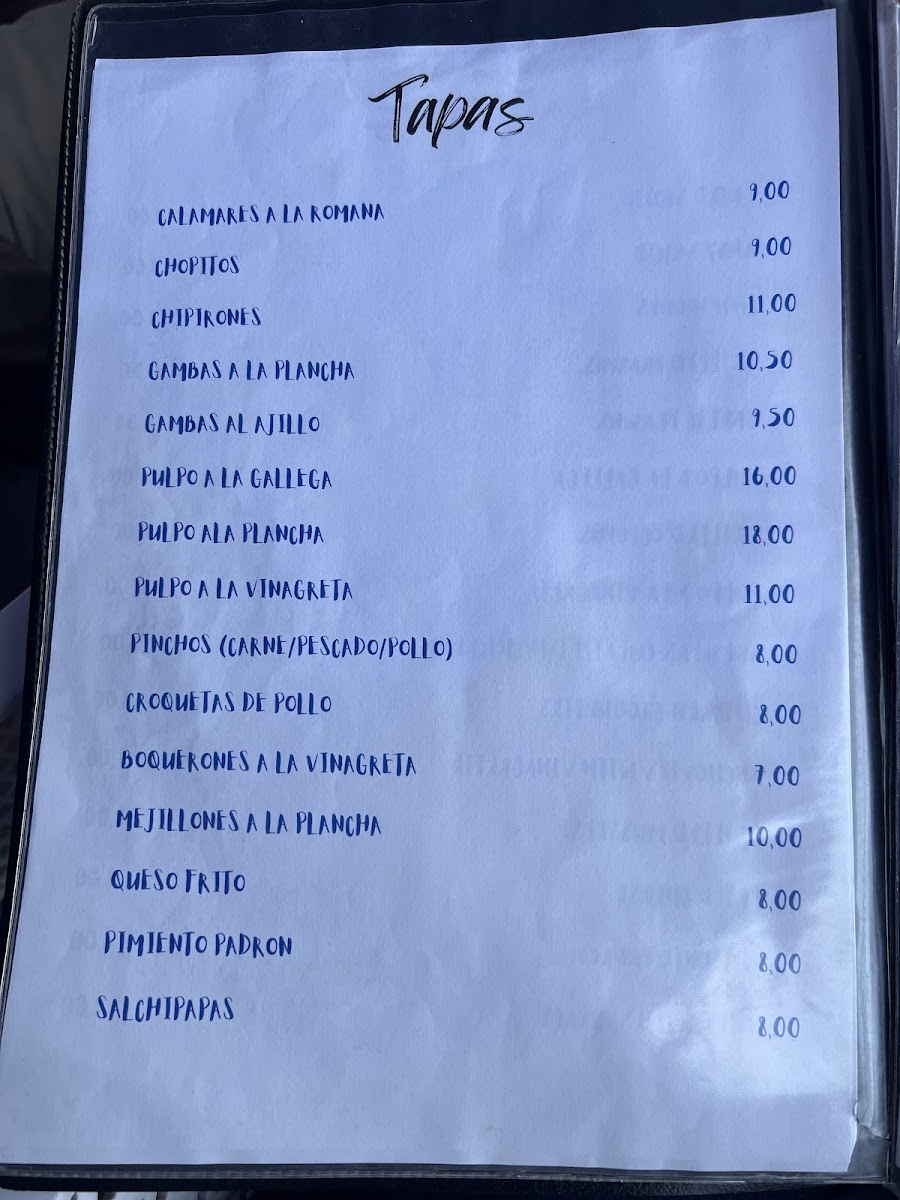 Tapas
CALAMARES A LA ROMANA 9,00
CHOPITOS 9,00
CHIPIRONES 11,00
GAMBAS A LA PLANCHA 10,50
GAMBAS AL AJILLO 9,50
PULPO A LA GALLEGA 16,00
PULPO ALA PLANCHA 18,00
PULPO A LA VINAGRETA 11,00
PINCHOS (CARNE/PESCADO/POLLO) 8,00
CROQUETAS DE POLLO 8,00
BOQUERONES A LA VINAGRETA 7,00
MEJILLONES A LA PLANCHA 10,00
QUESO FRITO 8,00
PIMIENTO PADRON 8,00
SALCHIPAPAS 8,00